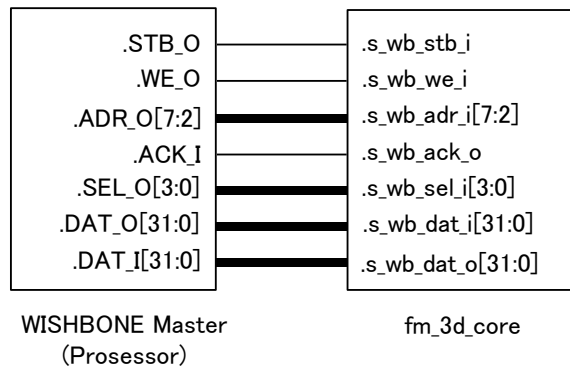 .STB_O
.s_wb_stb_i
.WE_O
.s_wb_we_i
.ADR_O[7:2]
.s_wb_adr_i[7:2]
.ACK_I
.s_wb_ack_o
.SEL_O[3:0]
.s_wb_sel_i[3:0]
.DAT_O[31:0]
.s_wb_dat_i[31:0]
.DAT_I[31:0]
.s_wb_dat_o[31:0]
WISHBONE Master
(Prosessor)
fm_3d_core